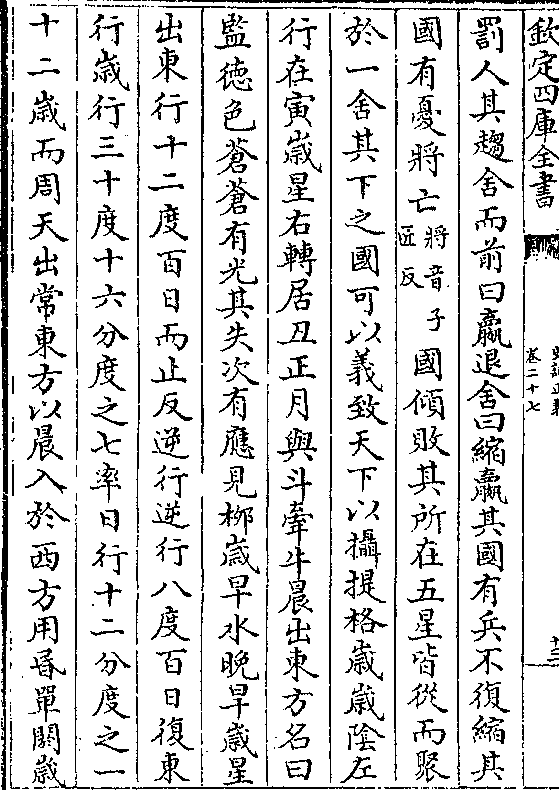 欽定四庫全書
史記正義
卷二十七
罰人其趨舍而前曰贏退舍曰縮贏其國有兵不復縮其
國有憂將亡將音子匠反國傾敗其所在五星皆從而聚
於一舍其下之國可以義致天下以攝提格歲歲陰左
行在寅歲星右轉居丑正月與斗牽牛晨出東方名曰
監德色蒼蒼有光其失次有應見栁歲早水晚旱歲星
出東行十二度百日而止反逆行逆行八度百日復東
行歲行三十度十六分度之七率日行十二分度之一
十二歲而周天出常東方以晨入於西方用昏單閼歲